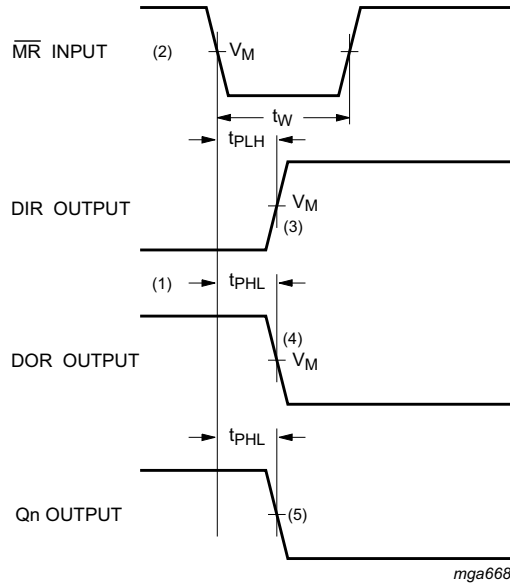 MR INPUT (2) VM
tW
tPLH
DIR OUTPUT VM
(3)
(1) tPHL
(4)
DOR OUTPUT VM
tPHL
Qn OUTPUT (5)
mga668